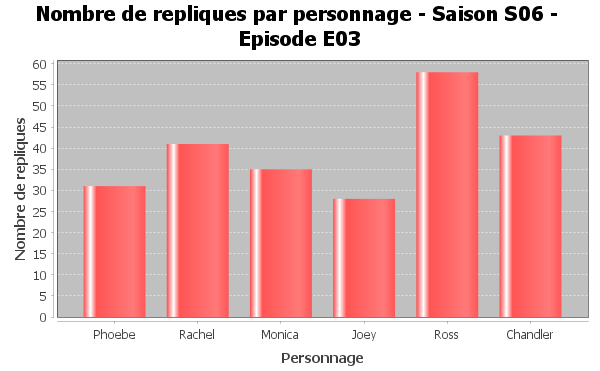 Nombre de repliques par personnage - Saison S06 -
Episode E03
Nombre de repliques
60
55
50
45
40
35
30
25
20
15
10
5
0
Phoebe Rachel Monica Joey Ross Chandler
Personnage